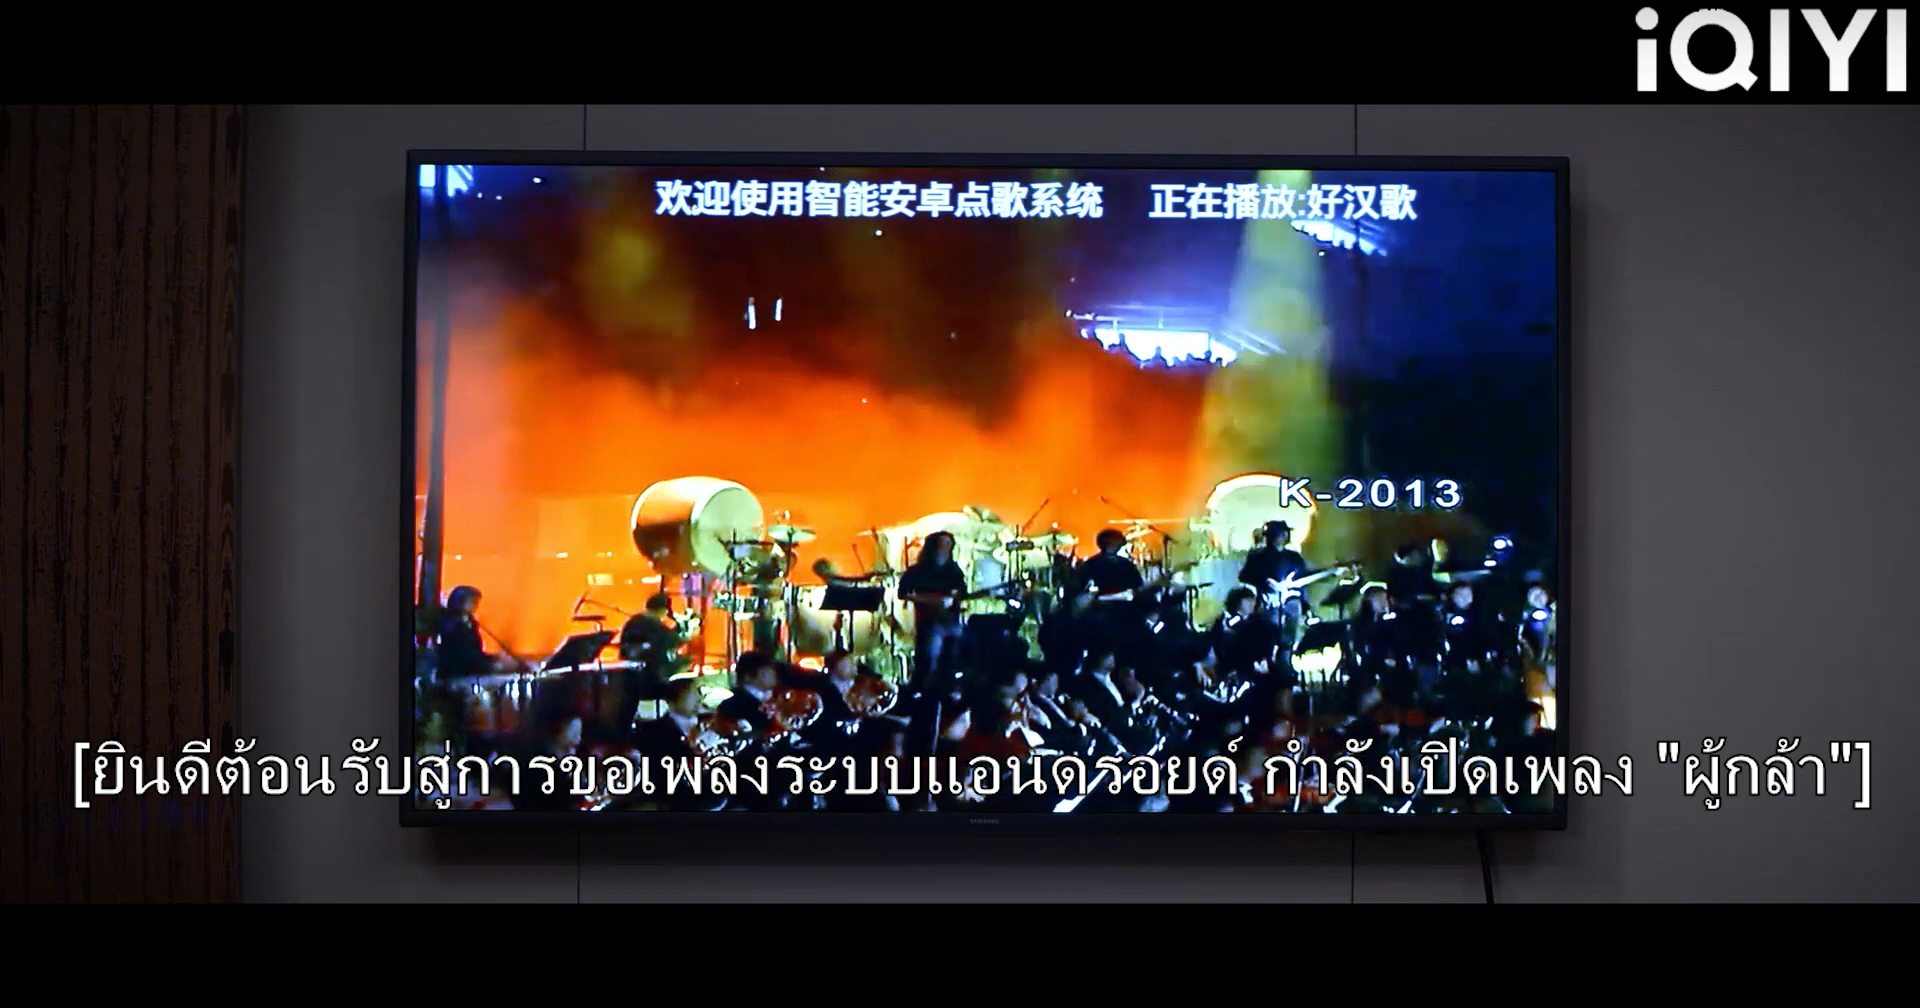 iQIYI
欢迎使用智能安卓点歌系统 正在播放:好汉歌
K-2013
[ยินดีต้อนรับสู่การขอเพลงระบบแอนดรอยด์ กำลังเปิดเพลง "ผู้กล้า"]
SAMSUNG